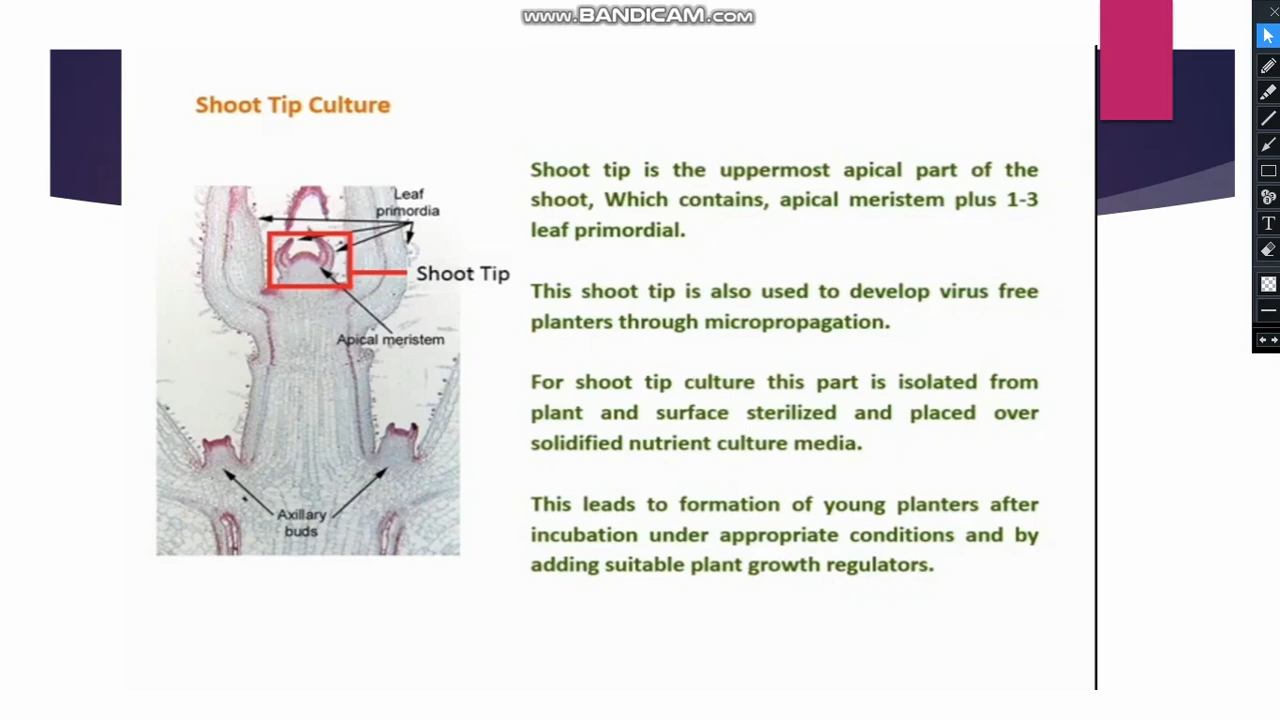 www.BANDICAM.com
Shoot Tip Culture
Leaf
primordia
Shoot Tip
Apical meristem
Axillary
buds
Shoot tip is the uppermost apical part of the
shoot, Which contains, apical meristem plus 1-3
leaf primordial.
This shoot tip is also used to develop virus free
planters through micropropagation.
For shoot tip culture this part is isolated from
plant and surface sterilized and placed over
solidified nutrient culture media.
This leads to formation of young planters after
incubation under appropriate conditions and by
adding suitable plant growth regulators.